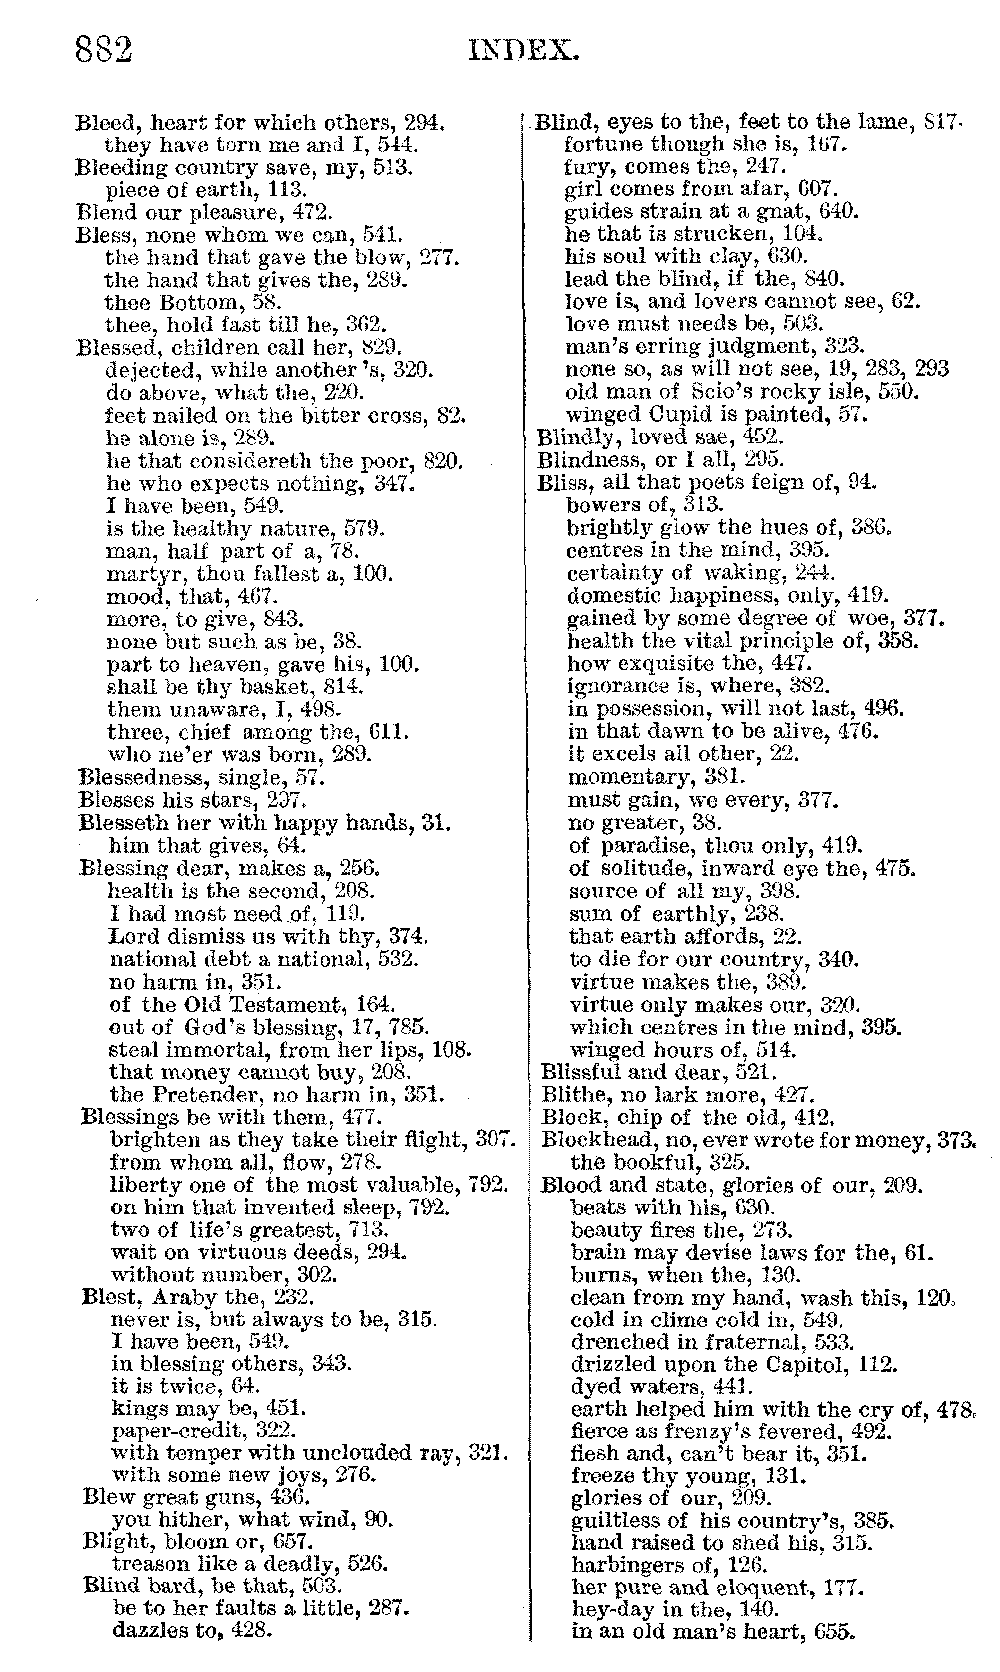 882
INDEX.
Bleed, heart for which others, 294.
they have torn me and I, 544.
Bleeding country save, my, 513.
piece of earth, 113.
Blend our pleasure, 472.
Bless, none whom we can, 541.
the hand that gave the blow, 277.
the hand that gives the, 289.
thee Bottom, 58.
thee, hold fast till he, 362.
Blessed, children call her, 829.
dejected, while another's, 320.
do above, what the, 220.
feet nailed on the bitter cross, 82.
he alone is, 289.
he that considereth the poor, 820.
he who expects nothing, 347.
I have been, 549.
is the healthy nature, 579.
man, half part of a, 78.
martyr, thou fallest a, 100.
mood, that, 467.
more, to give, 843.
none but such as be, 38.
part to heaven, gave his, 100.
shall be thy basket, 814.
them unaware, I, 498.
three, chief among the, 611.
who ne'er was born, 289.
Blessedness, single, 57.
Blesses his stars, 297.
Blesseth her with happy hands, 31.
him that gives, 64.
Blessing dear, makes a, 256.
health is the second, 208.
I had most need of, 119.
Lord dismiss us with thy, 374.
national debt a national, 532.
no harm in, 351.
of the Old Testament, 164.
out of God's blessing, 17, 785.
steal immortal, from her lips, 108.
that money cannot buy, 208.
the Pretender, no harm in, 351.
Blessings be with them, 477.
brighten as they take their flight, 307.
from whom all, flow, 278.
liberty one of the most valuable, 792.
on him that invented sleep, 792.
two of life's greatest, 713.
wait on virtuous deeds, 294.
without number, 302.
Blest, Araby the, 232.
never is, but always to be, 315.
I have been, 549.
in blessing others, 343.
it is twice, 64.
kings may be, 451.
paper-credit, 322.
with temper with unclouded ray, 321.
with some new joys, 276.
Blew great guns, 436.
you hither, what wind, 90.
Blight, bloom or, 657.
treason like a deadly, 526.
Blind bard, be that, 503.
be to her faults a little, 287.
dazzles to, 428.
Blind, eyes to the, feet to the lame, 817.
fortune though she is, 167.
fury, comes the, 247.
girl comes from afar, 607.
guides strain at a gnat, 640.
he that is strucken, 104.
his soul with clay, 630.
lead the blind, if the, 840.
love is, and lovers cannot see, 62.
love must needs be, 503.
man's erring judgment, 323.
none so, as will not see, 19, 283, 293
old man of Scio's rocky isle, 550.
winged Cupid is painted, 57.
Blindly, loved sae, 452.
Blindness, or I all, 295.
Bliss, all that poets feign of, 94.
bowers of, 313.
brightly glow the hues of, 386.
centres in the mind, 395.
certainty of waking, 244.
domestic happiness, only, 419.
gained by some degree of woe, 377.
health the vital principle of, 358.
how exquisite the, 447.
ignorance is, where, 382.
in possession, will not last, 496.
in that dawn to be alive, 476.
it excels all other, 22.
momentary, 381.
must gain, we every, 377.
no greater, 38.
of paradise, thou only, 419.
of solitude, inward eye the, 475.
source of all my, 398.
sum of earthly, 238.
that earth affords, 22.
to die for our country, 340.
virtue makes the, 389.
virtue only makes our, 320.
which centres in the mind, 395.
winged hours of, 514.
Blissful and dear, 521.
Blithe, no lark more, 427.
Block, chip of the old, 412.
Blockhead, no, ever wrote for money, 373.
the bookful, 325.
Blood and state, glories of our, 209.
beats with his, 630.
beauty fires the, 273.
brain may devise laws for the, 61.
burns, when the, 130.
clean from my hand, wash this, 120.
cold in clime cold in, 549.
drenched in fraternal, 533.
drizzled upon the Capitol, 112.
dyed waters, 441.
earth helped him with the cry of, 478.
fierce as frenzy's fevered, 492.
flesh and, can't bear it, 351.
freeze thy young, 131.
glories of our, 209.
guiltless of his country's, 385.
hand raised to shed his, 315.
harbingers of, 126.
her pure and eloquent, 177.
hey-day in the, 140.
in an old man's heart, 655.